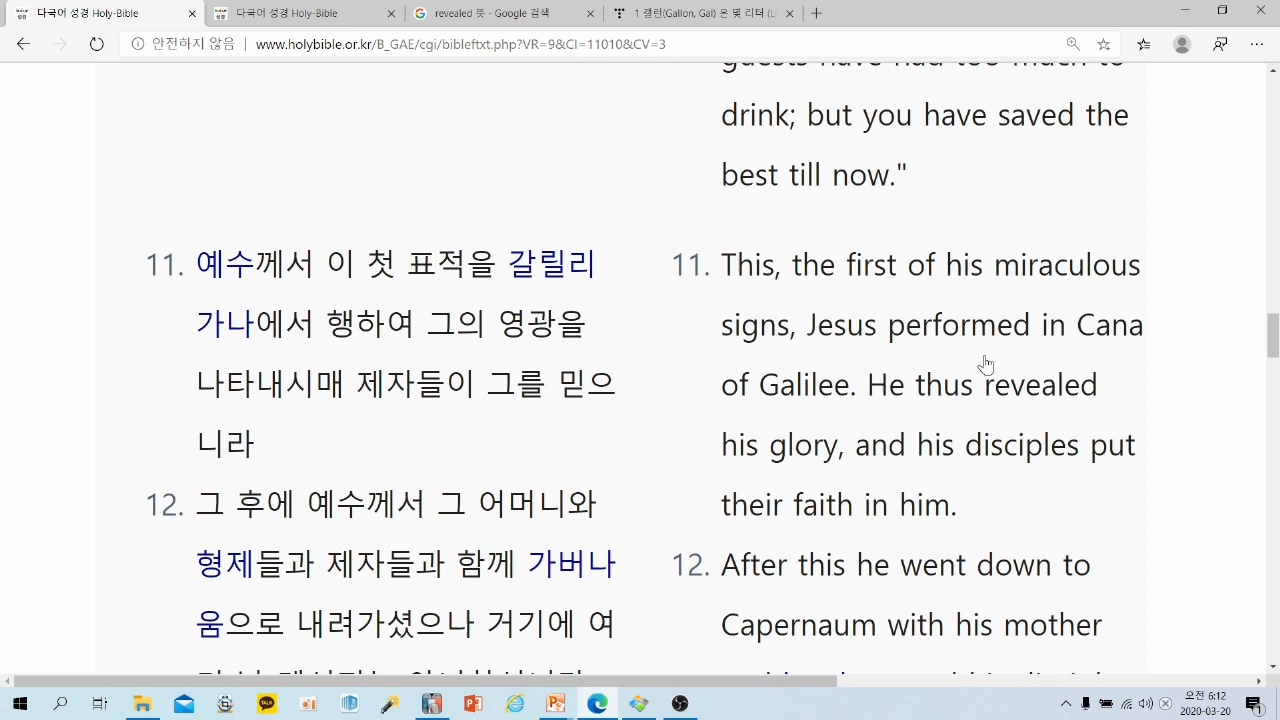 다국어 성경 Holy-Bible
다국어 성경 Holy-Bible
revealed 뜻 - Google 검색
1 갤런(Gallon, Gal) 은 몇 리터 (Li
안전하지 않음 | www.holybible.or.kr/B_GAE/cgi/bibleftxt.php?VR=9&CI=11010&CV=3
guests have had too much to
drink; but you have saved the
best till now."
11. 예수께서 이 첫 표적을 갈릴리
가나에서 행하여 그의 영광을
나타내시매 제자들이 그를 믿으
니라
12. 그 후에 예수께서 그 어머니와
형제들과 제자들과 함께 가버나
움으로 내려가셨으나 거기에 여
11. This, the first of his miraculous
signs, Jesus performed in Cana
of Galilee. He thus revealed
his glory, and his disciples put
their faith in him.
12. After this he went down to
Capernaum with his mother
TALK
오전 6:12
2020-03-20
1